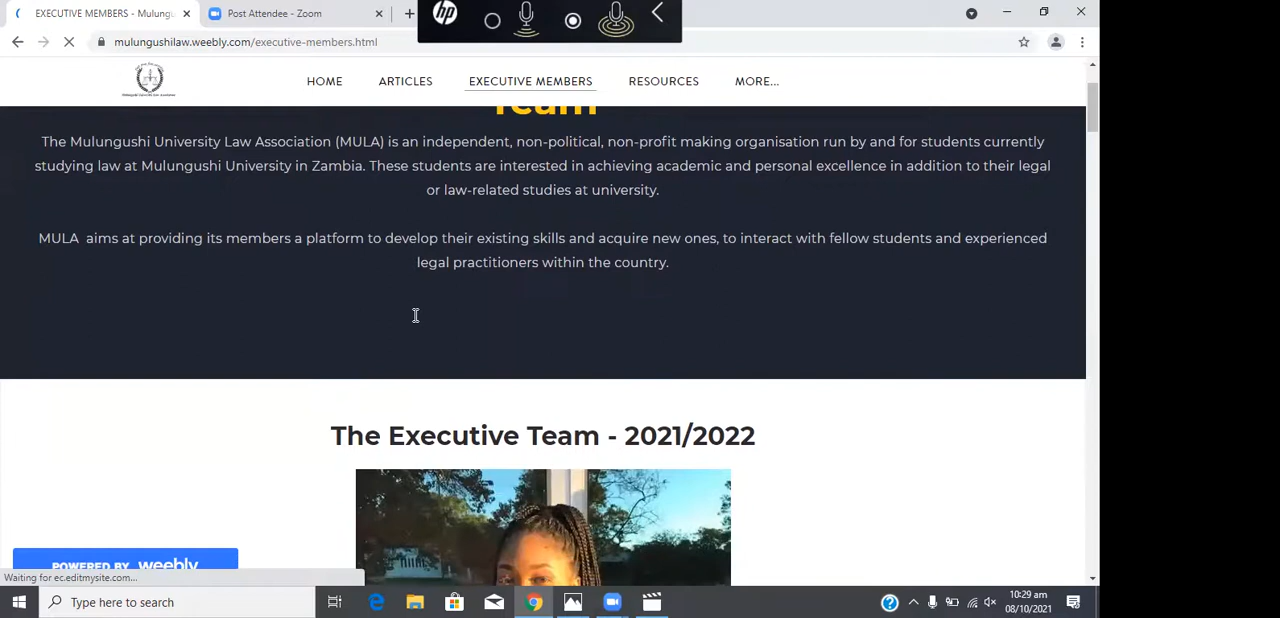 EXECUTIVE MEMBERS - Mulungu
Post Attendee - Zoom
hp
mulungushilaw.weebly.com/executive-members.html
HOME
ARTICLES
EXECUTIVE MEMBERS
RESOURCES
MORE...
Team
The Mulungushi University Law Association (MULA) is an independent, non-political, non-profit making organisation run by and for students currently
studying law at Mulungushi University in Zambia. These students are interested in achieving academic and personal excellence in addition to their legal
or law-related studies at university.
MULA aims at providing its members a platform to develop their existing skills and acquire new ones, to interact with fellow students and experienced
legal practitioners within the country.
The Executive Team - 2021/2022
POWERED BY weebly
Waiting for ec.editmysite.com...
Type here to search
10:29 am
08/10/2021